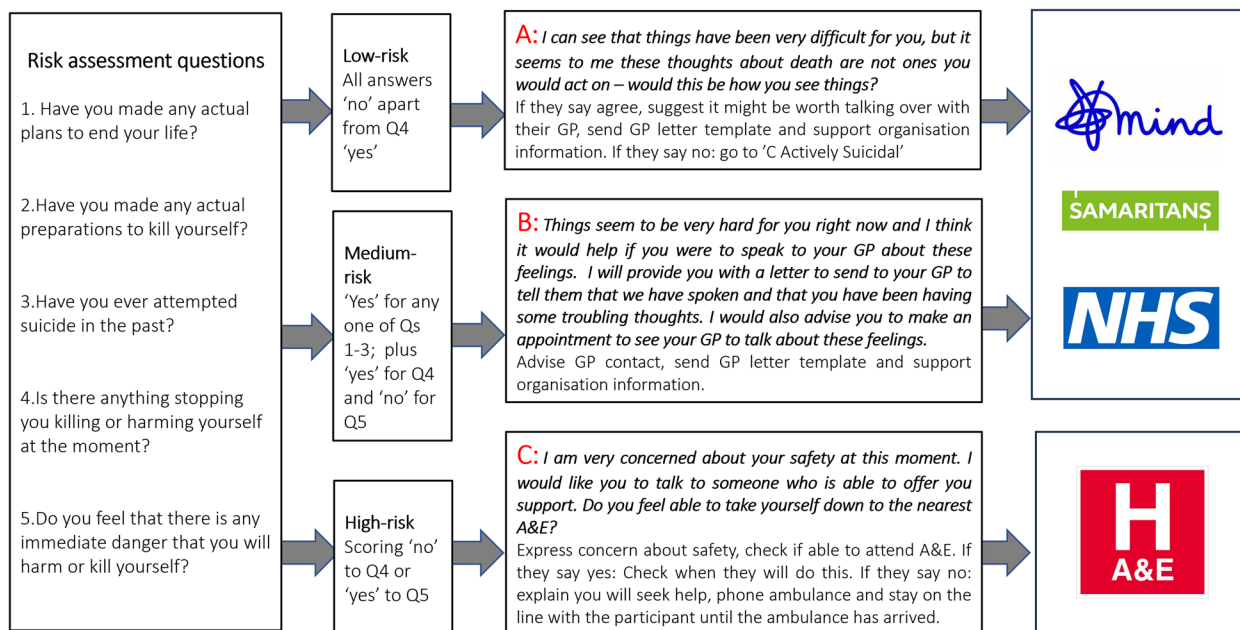 Risk assessment questions
1. Have you made any actual
plans to end your life?
2.Have you made any actual
preparations to kill yourself?
3.Have you ever attempted
suicide in the past?
4.Is there anything stopping
you killing or harming yourself
at the moment?
5.Do you feel that there is any
immediate danger that you will
harm or kill yourself?
Low-risk
All answers
‘no’ apart
from Q4
‘yes’
A: I can see that things have been very difficult for you, but it
seems to me these thoughts about death are not ones you
would act on – would this be how you see things?
If they say agree, suggest it might be worth talking over with
their GP, send GP letter template and support organisation
information. If they say no: go to ’C Actively Suicidal’
Medium-
risk
‘Yes’ for any
one of Qs
1-3; plus
‘yes’ for Q4
and ‘no’ for
Q5
B: Things seem to be very hard for you right now and I think
it would help if you were to speak to your GP about these
feelings. I will provide you with a letter to send to your GP to
tell them that we have spoken and that you have been having
some troubling thoughts. I would also advise you to make an
appointment to see your GP to talk about these feelings.
Advise GP contact, send GP letter template and support
organisation information.
High-risk
Scoring ‘no’
to Q4 or
‘yes’ to Q5
C: I am very concerned about your safety at this moment. I
would like you to talk to someone who is able to offer you
support. Do you feel able to take yourself down to the nearest
A&E?
Express concern about safety, check if able to attend A&E. If
they say yes: Check when they will do this. If they say no:
explain you will seek help, phone ambulance and stay on the
line with the participant until the ambulance has arrived.
mind
SAMARITANS
NHS
H
A&E